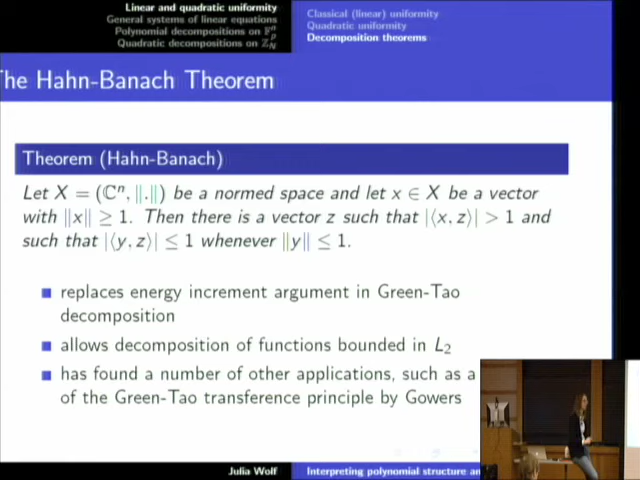 Linear and quadratic uniformity
General systems of linear equations
Polynomial decompositions on 𝔽ₚⁿ
Quadratic decompositions on ℤ_N
Classical (linear) uniformity
Quadratic uniformity
Decomposition theorems
The Hahn-Banach Theorem
Theorem (Hahn-Banach)
Let X = (ℂⁿ, ‖.‖) be a normed space and let x ∈ X be a vector
with ‖x‖ ≥ 1. Then there is a vector z such that |⟨x, z⟩| > 1 and
such that |⟨y, z⟩| ≤ 1 whenever ‖y‖ ≤ 1.
replaces energy increment argument in Green-Tao
decomposition
allows decomposition of functions bounded in L₂
has found a number of other applications, such as a
of the Green-Tao transference principle by Gowers
Julia Wolf
Interpreting polynomial structure an